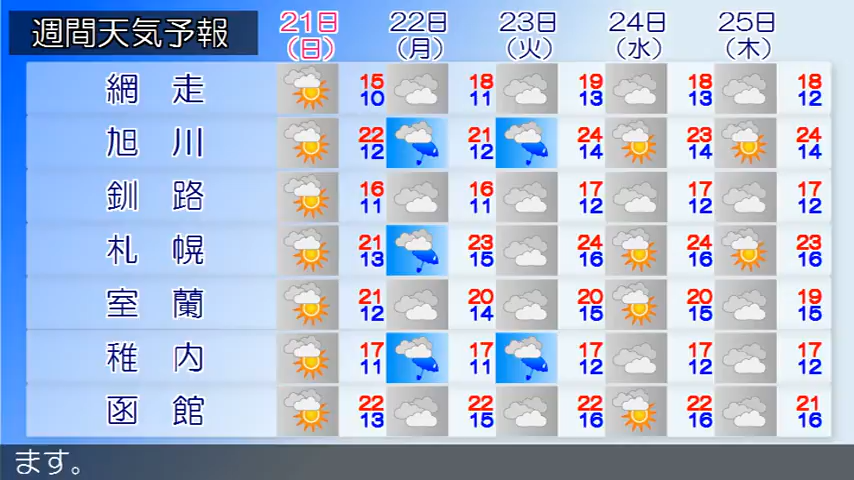 週間天気予報 21日 22日 23日 24日 25日
(日) (月) (火) (水) (木)
網走 15 18 19 18 18
10 11 13 13 12
旭川 22 21 24 23 24
12 12 14 14 14
釧路 16 16 17 17 17
11 11 12 12 12
札幌 21 23 24 24 23
13 15 16 16 16
室蘭 21 20 20 20 19
12 14 15 15 15
稚内 17 17 17 17 17
11 11 12 12 12
函館 22 22 22 22 21
13 15 16 16 16
ます。